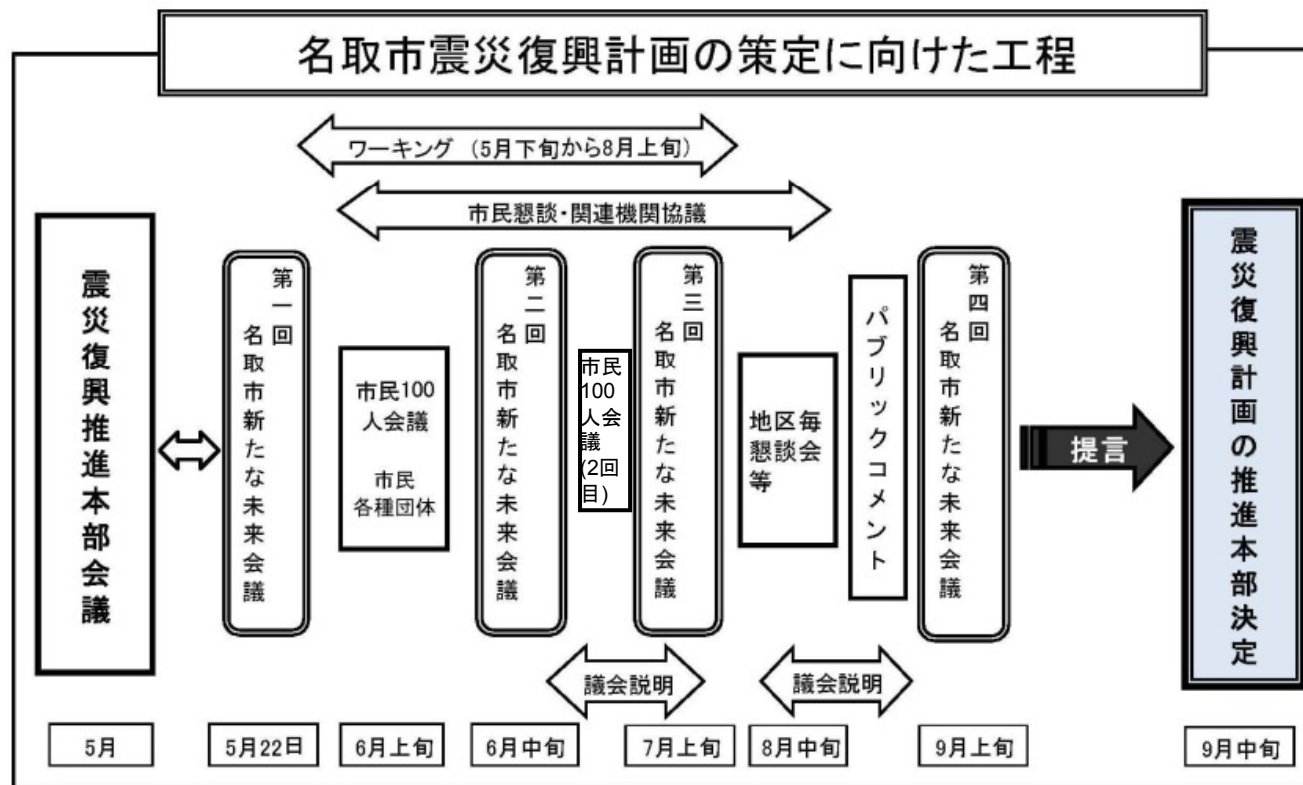 名取市震災復興計画の策定に向けた工程
ワーキング (5月下旬から8月上旬)
市民懇談・関連機関協議
震災復興推進本部会議
第一回
名取市新たな未来会議
市民100
人会議
市民
各種団体
第二回
名取市新たな未来会議
市民
100
人会
議
(2回
目)
第三回
名取市新たな未来会議
地区毎
懇談会
等
パブリックコメント
第四回
名取市新たな未来会議
提言
震災復興計画の推進本部決定
議会説明
議会説明
5月
5月22日
6月上旬
6月中旬
7月上旬
8月中旬
9月上旬
9月中旬